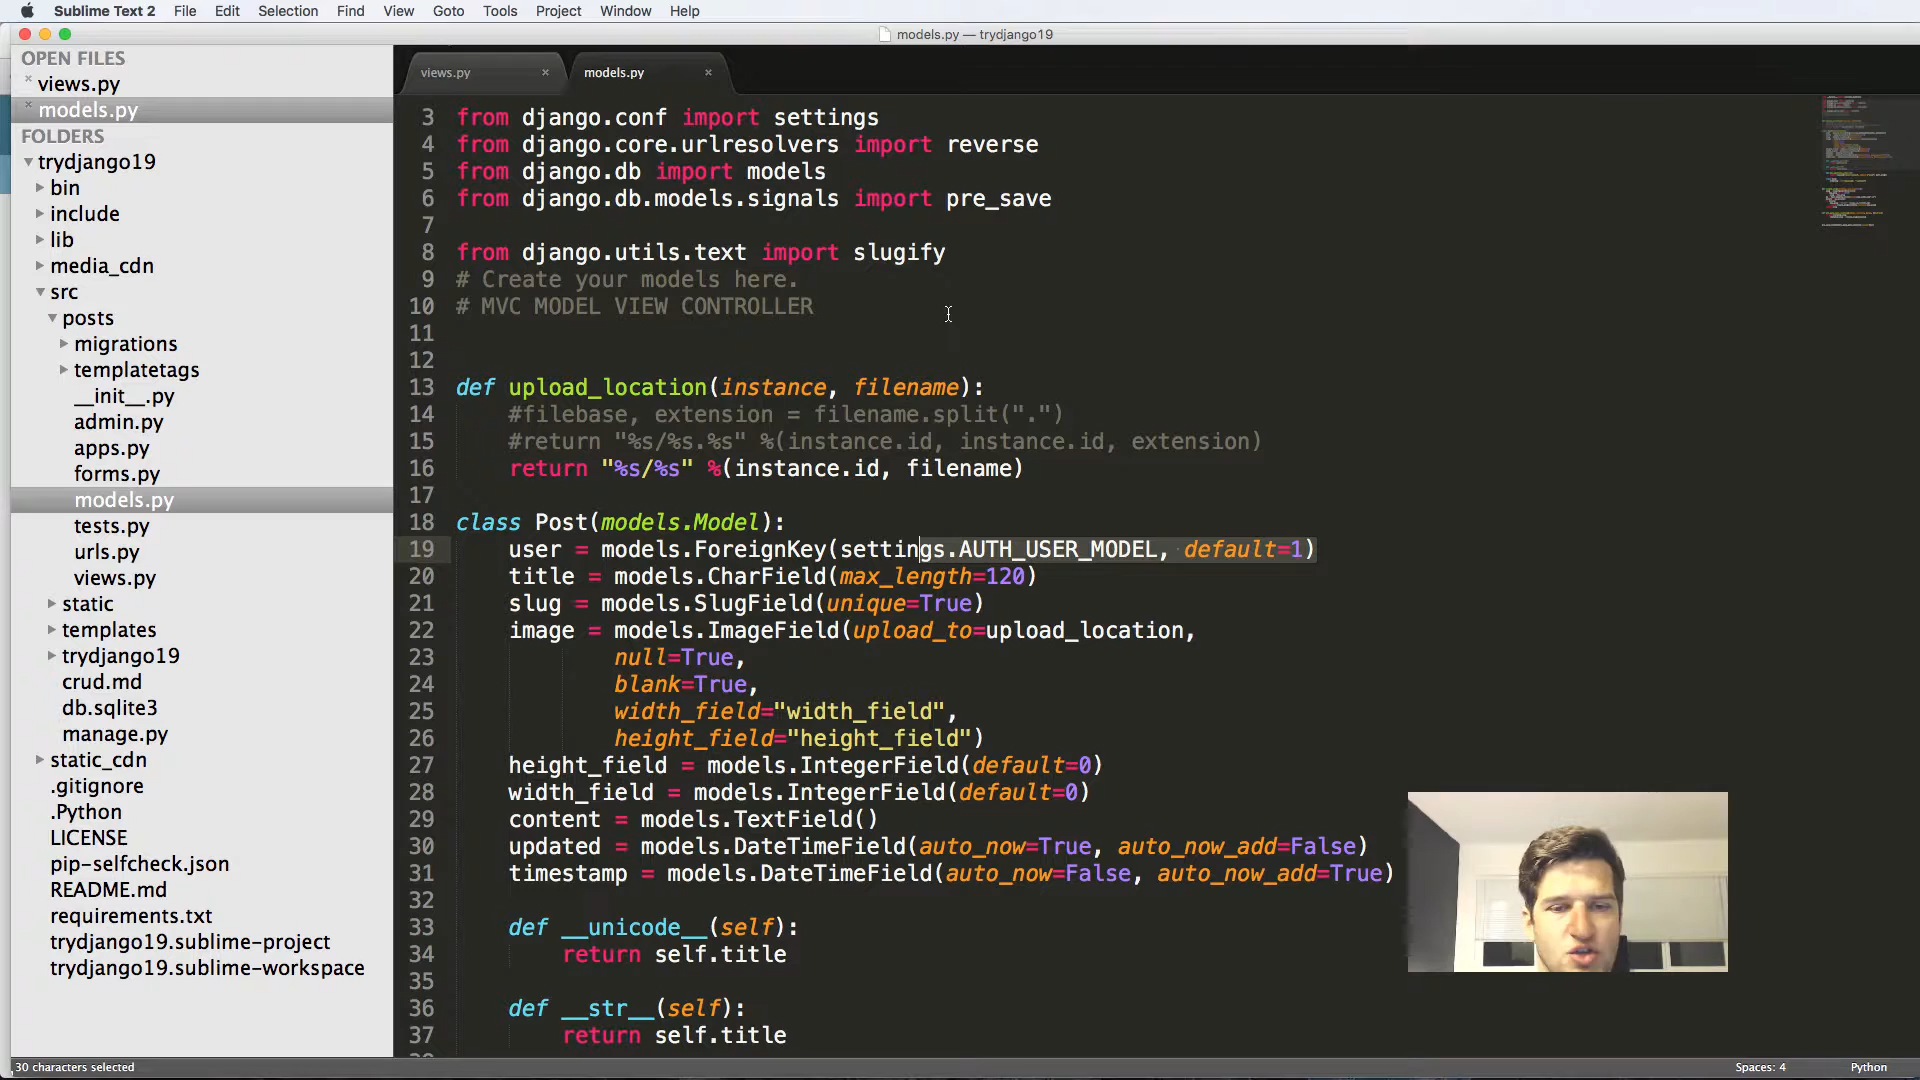 Sublime Text 2 File Edit Selection Find View Goto Tools Project Window Help
models.py — trydjango19
OPEN FILES
views.py
models.py
FOLDERS
trydjango19
bin
include
lib
media_cdn
src
posts
migrations
templatetags
__init__.py
admin.py
apps.py
forms.py
models.py
tests.py
urls.py
views.py
static
templates
trydjango19
crud.md
db.sqlite3
manage.py
static_cdn
.gitignore
.Python
LICENSE
pip-selfcheck.json
README.md
requirements.txt
trydjango19.sublime-project
trydjango19.sublime-workspace
views.py × models.py ×
3 from django.conf import settings
4 from django.core.urlresolvers import reverse
5 from django.db import models
6 from django.db.models.signals import pre_save
7
8 from django.utils.text import slugify
9 # Create your models here.
10 # MVC MODEL VIEW CONTROLLER
11
12
13 def upload_location(instance, filename):
14 #filebase, extension = filename.split(".")
15 #return "%s/%s.%s" %(instance.id, instance.id, extension)
16 return "%s/%s" %(instance.id, filename)
17
18 class Post(models.Model):
19 user = models.ForeignKey(settings.AUTH_USER_MODEL, default=1)
20 title = models.CharField(max_length=120)
21 slug = models.SlugField(unique=True)
22 image = models.ImageField(upload_to=upload_location,
23 null=True,
24 blank=True,
25 width_field="width_field",
26 height_field="height_field")
27 height_field = models.IntegerField(default=0)
28 width_field = models.IntegerField(default=0)
29 content = models.TextField()
30 updated = models.DateTimeField(auto_now=True, auto_now_add=False)
31 timestamp = models.DateTimeField(auto_now=False, auto_now_add=True)
32
33 def __unicode__(self):
34 return self.title
35
36 def __str__(self):
37 return self.title
30 characters selected Spaces: 4 Python